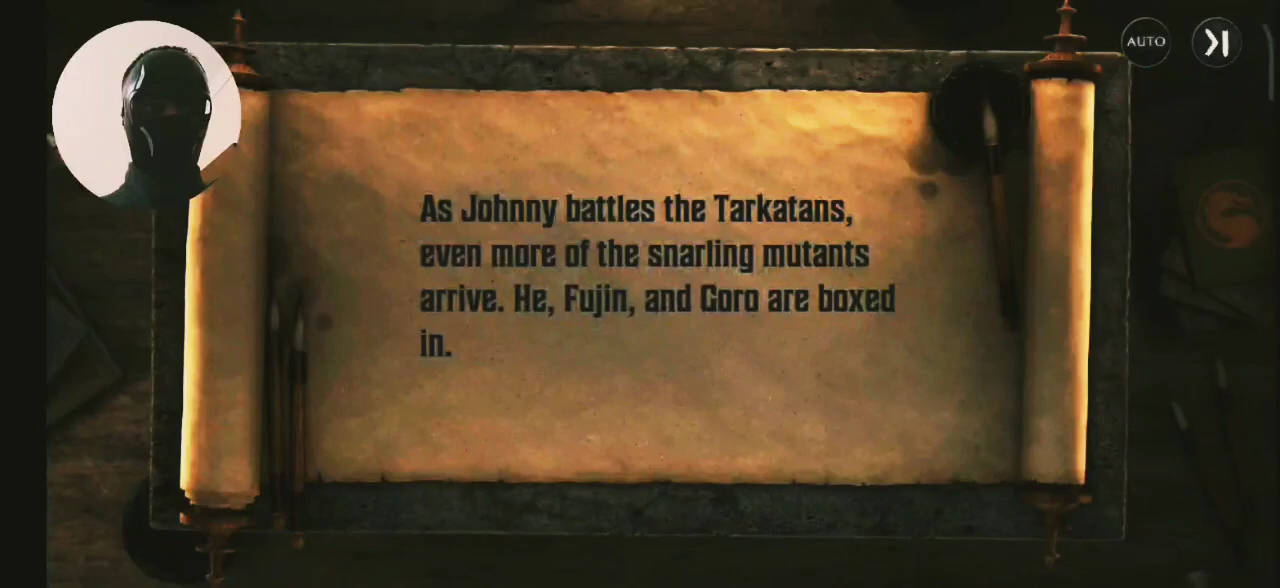 AUTO
As Johnny battles the Tarkatans,
even more of the snarling mutants
arrive. He, Fujin, and Goro are boxed
in.